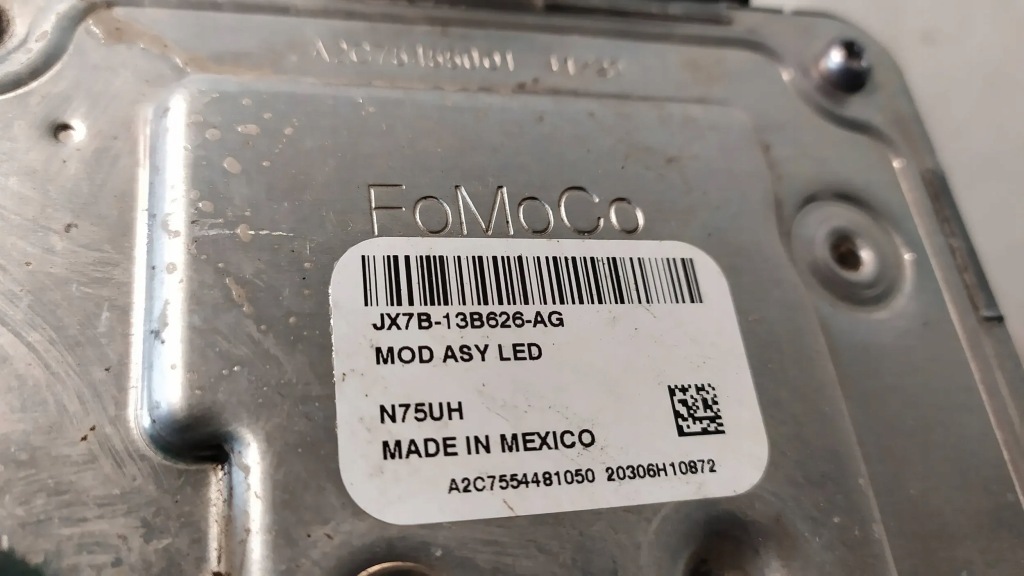 FoMoCo
JX7B-13B626-AG
MOD ASY LED
N75UH
MADE IN MEXICO
A2C7554481050 20306H10872